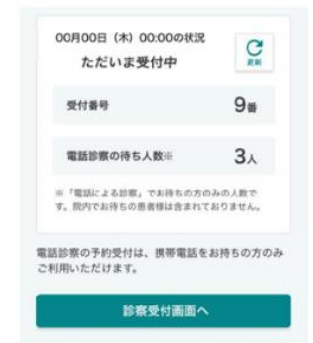 00月00日（木）00:00の状況
ただいま受付中
更新
受付番号
9番
電話診察の待ち人数※
3人
※「電話による診察」でお待ちの方のみの人数で
す。院内でお待ちの患者様は含まれておりません。
電話診察の予約受付は、携帯電話をお持ちの方のみ
ご利用いただけます。
診察受付画面へ